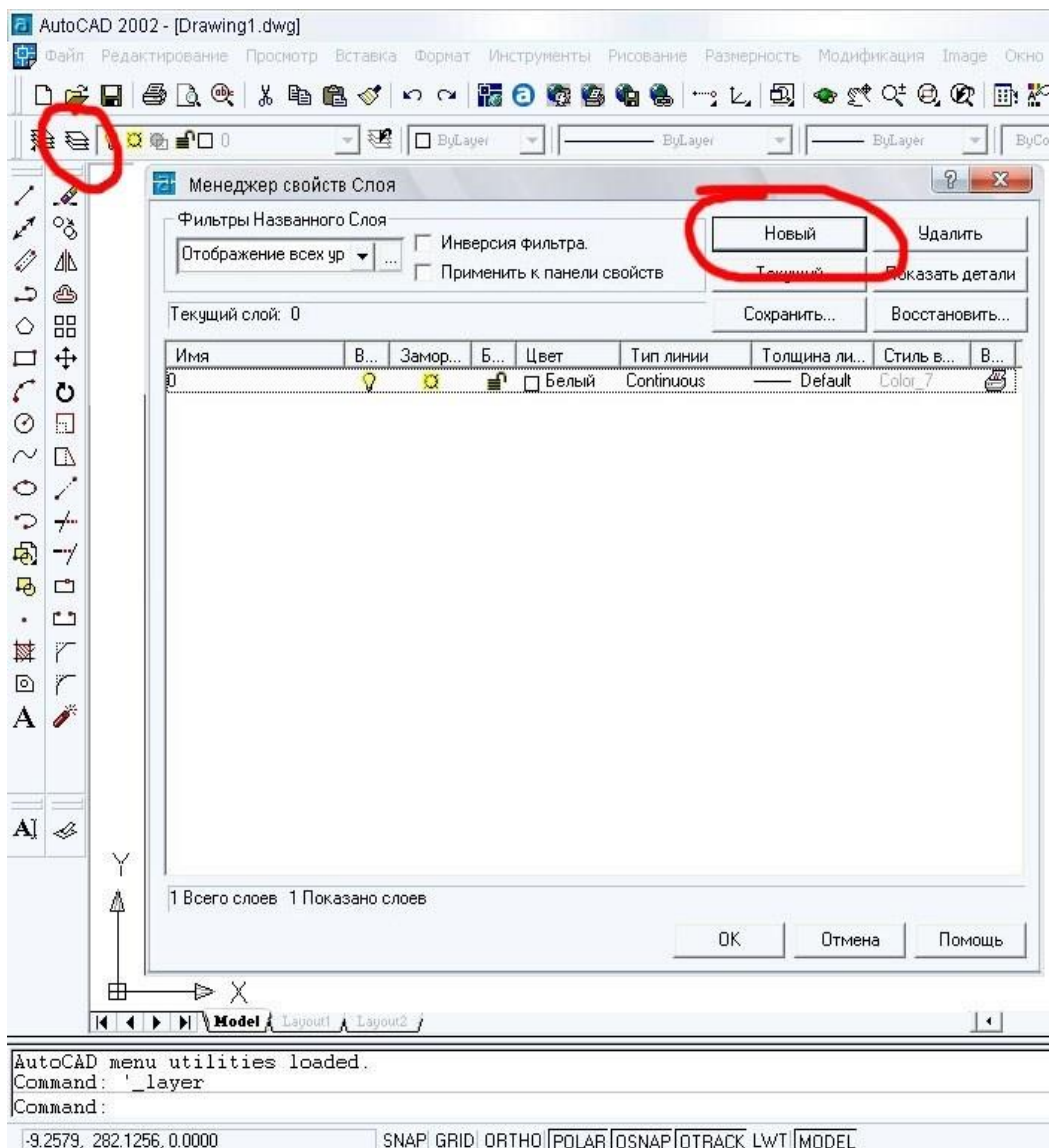 AutoCAD 2002 - [Drawing1.dwg]
Файл Редактирование Просмотр Вставка Формат Инструменты Рисование Размерность Модификация Image Окно
0 ByLayer ByLayer ByLayer ByCo
Менеджер свойств Слоя
Фильтры Названного Слоя
Отображение всех ур ...
Инверсия фильтра.
Применить к панели свойств
Новый Удалить
Текущий Показать детали
Сохранить... Восстановить...
Текущий слой: 0
Имя В... Замор... Б... Цвет Тип линии Толщина ли... Стиль в... В...
0 Белый Continuous Default Color_7
A
A
Y
1 Всего слоев 1 Показано слоев
OK Отмена Помощь
X
Model Layout1 Layout2
AutoCAD menu utilities loaded.
Command: '_layer
Command:
-9.2579, 282.1256, 0.0000 SNAP GRID ORTHO POLAR OSNAP OTRACK LWT MODEL